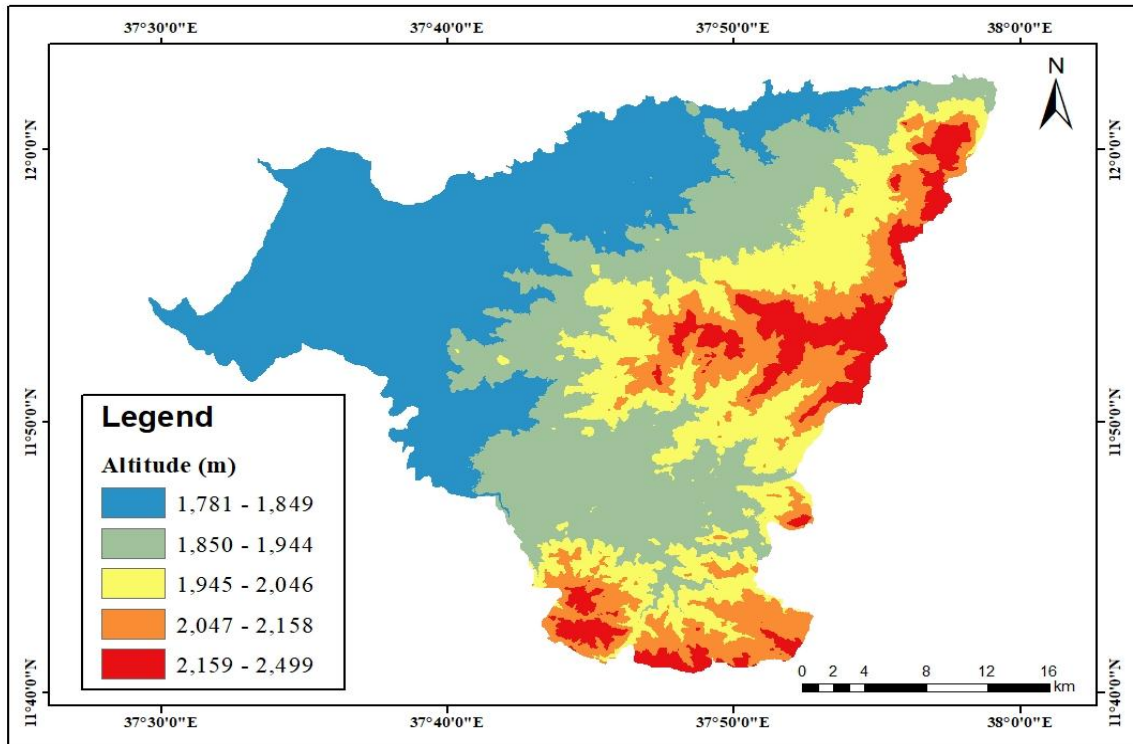 37°30'0"E 37°40'0"E 37°50'0"E 38°0'0"E
N
12°0'0"N 12°0'0"N
11°50'0"N 11°50'0"N
11°40'0"N 11°40'0"N
Legend
Altitude (m)
1,781 - 1,849
1,850 - 1,944
1,945 - 2,046
2,047 - 2,158
2,159 - 2,499
0 2 4 8 12 16
km
37°30'0"E 37°40'0"E 37°50'0"E 38°0'0"E